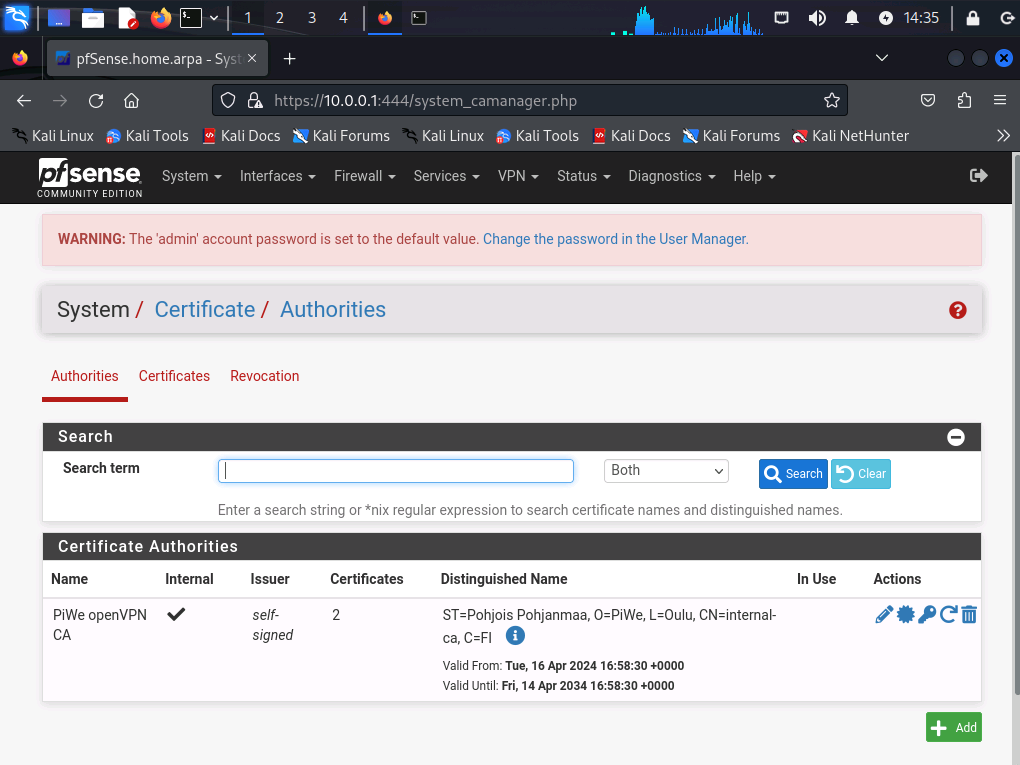 1 2 3 4 14:35
pfSense.home.arpa - Syst
https://10.0.0.1:444/system_camanager.php
Kali Linux Kali Tools Kali Docs Kali Forums Kali Linux Kali Tools Kali Docs Kali Forums Kali NetHunter
pfsense
COMMUNITY EDITION
System Interfaces Firewall Services VPN Status Diagnostics Help
WARNING: The 'admin' account password is set to the default value. Change the password in the User Manager.
System / Certificate / Authorities
Authorities Certificates Revocation
Search
Search term Both Search Clear
Enter a search string or *nix regular expression to search certificate names and distinguished names.
Certificate Authorities
Name Internal Issuer Certificates Distinguished Name In Use Actions
PiWe openVPN CA self-signed 2 ST=Pohjois Pohjanmaa, O=PiWe, L=Oulu, CN=internal-
ca, C=FI
Valid From: Tue, 16 Apr 2024 16:58:30 +0000
Valid Until: Fri, 14 Apr 2034 16:58:30 +0000
Add